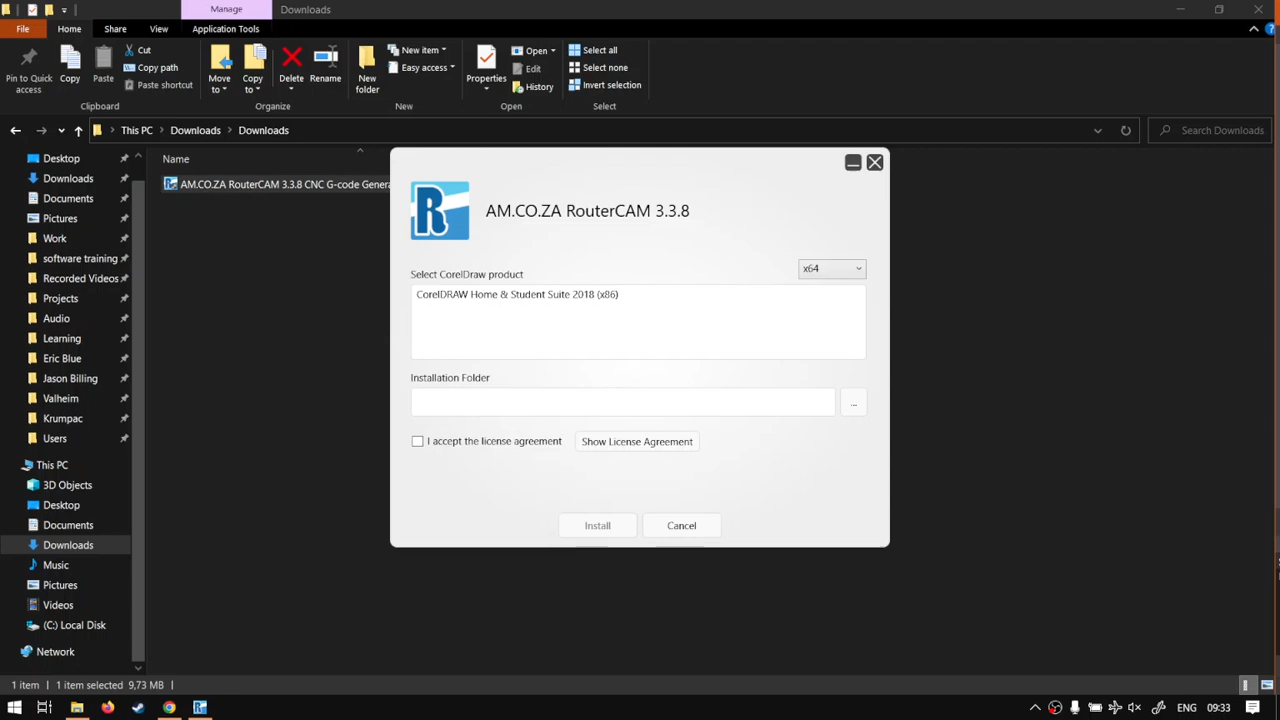 Manage
Downloads
File
Home
Share
View
Application Tools
Pin to Quick
access
Copy
Paste
Cut
Copy path
Paste shortcut
Clipboard
Move
to
Copy
to
Delete
Rename
Organize
New
folder
New item
Easy access
New
Properties
Open
Edit
History
Open
Select all
Select none
Invert selection
Select
This PC
Downloads
Downloads
Search Downloads
Desktop
Downloads
Documents
Pictures
Work
software training
Recorded Videos
Projects
Audio
Learning
Eric Blue
Jason Billing
Valheim
Krumpac
Users
This PC
3D Objects
Desktop
Documents
Downloads
Music
Pictures
Videos
(C:) Local Disk
Network
Name
AM.CO.ZA RouterCAM 3.3.8 CNC G-code Genera
AM.CO.ZA RouterCAM 3.3.8
Select CorelDraw product
x64
CorelDRAW Home & Student Suite 2018 (x86)
Installation Folder
...
I accept the license agreement
Show License Agreement
Install
Cancel
1 item
1 item selected 9,73 MB
ENG
09:33